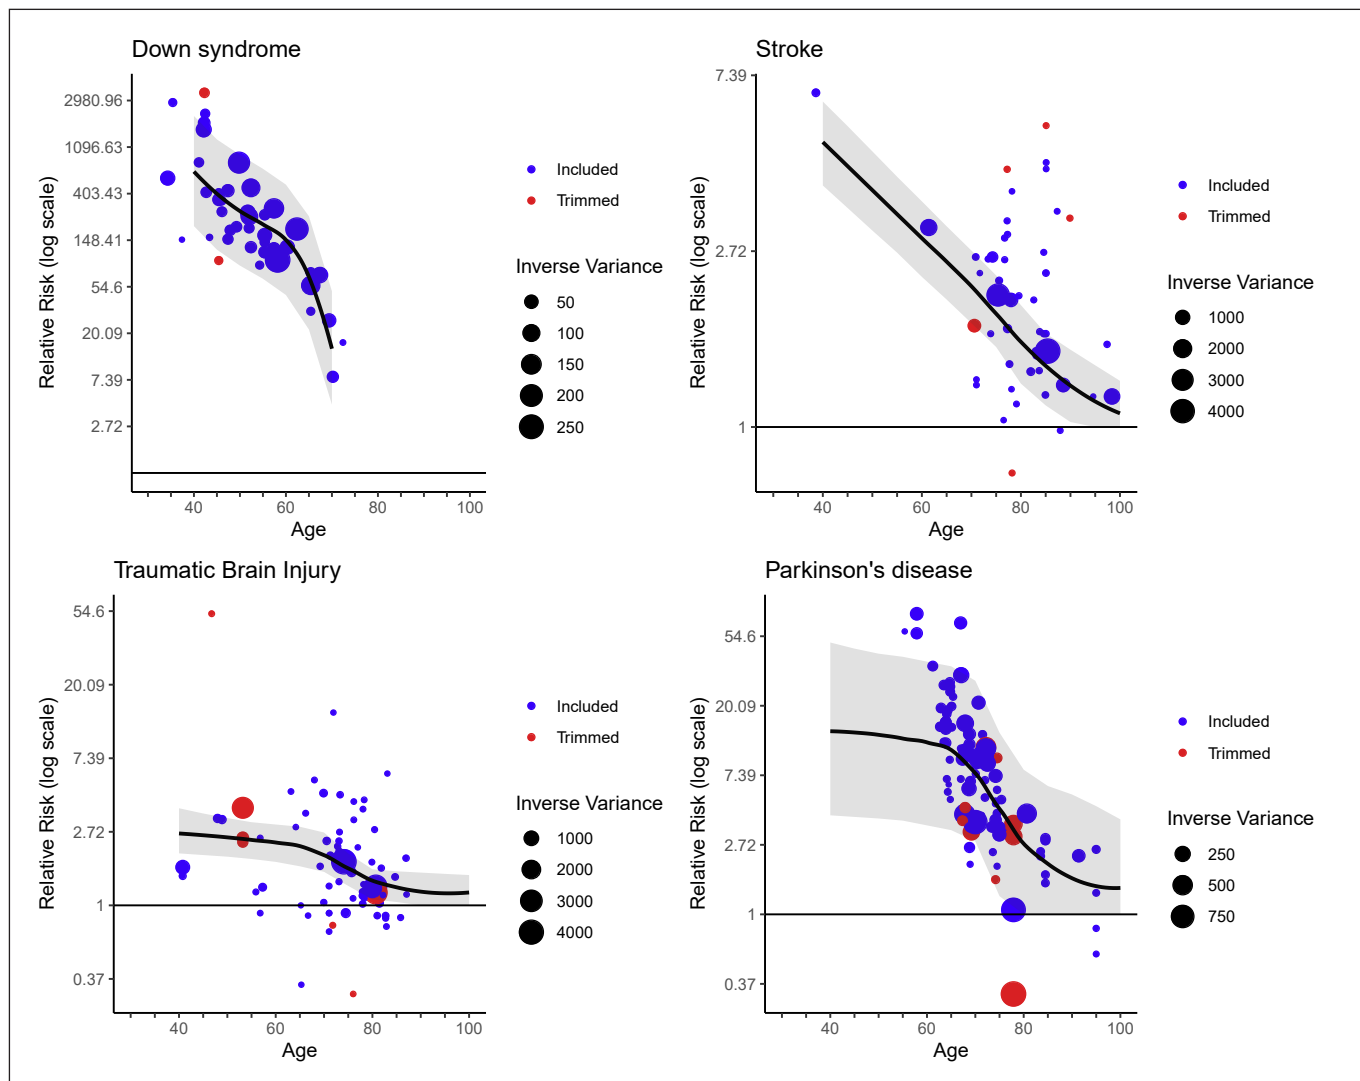 Down syndrome
Relative Risk (log scale)
2980.96
1096.63
403.43
148.41
54.6
20.09
7.39
2.72
40
60
80
100
Age
Included
Trimmed
Inverse Variance
50
100
150
200
250
Stroke
Relative Risk (log scale)
7.39
2.72
1
40
60
80
100
Age
Included
Trimmed
Inverse Variance
1000
2000
3000
4000
Traumatic Brain Injury
Relative Risk (log scale)
54.6
20.09
7.39
2.72
1
0.37
40
60
80
100
Age
Included
Trimmed
Inverse Variance
1000
2000
3000
4000
Parkinson's disease
Relative Risk (log scale)
54.6
20.09
7.39
2.72
1
0.37
40
60
80
100
Age
Included
Trimmed
Inverse Variance
250
500
750